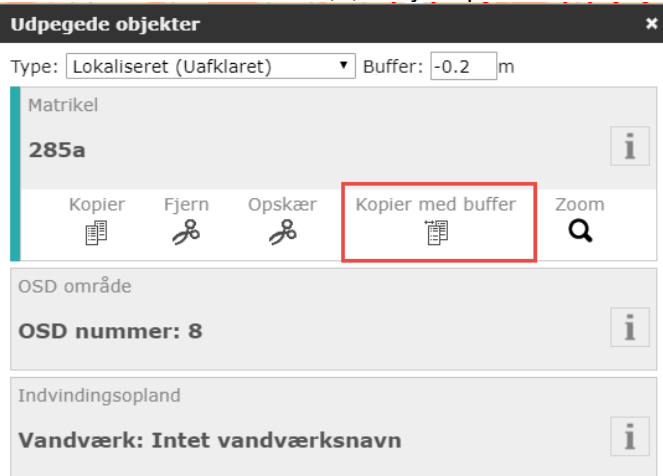 Udpegede objekter ×
Type: Lokaliseret (Uafklaret) ▼ Buffer: -0.2 m
Matrikel
285a
i
Kopier Fjern Opskær Kopier med buffer Zoom
OSD område
OSD nummer: 8
i
Indvindingsopland
Vandværk: Intet vandværksnavn
i